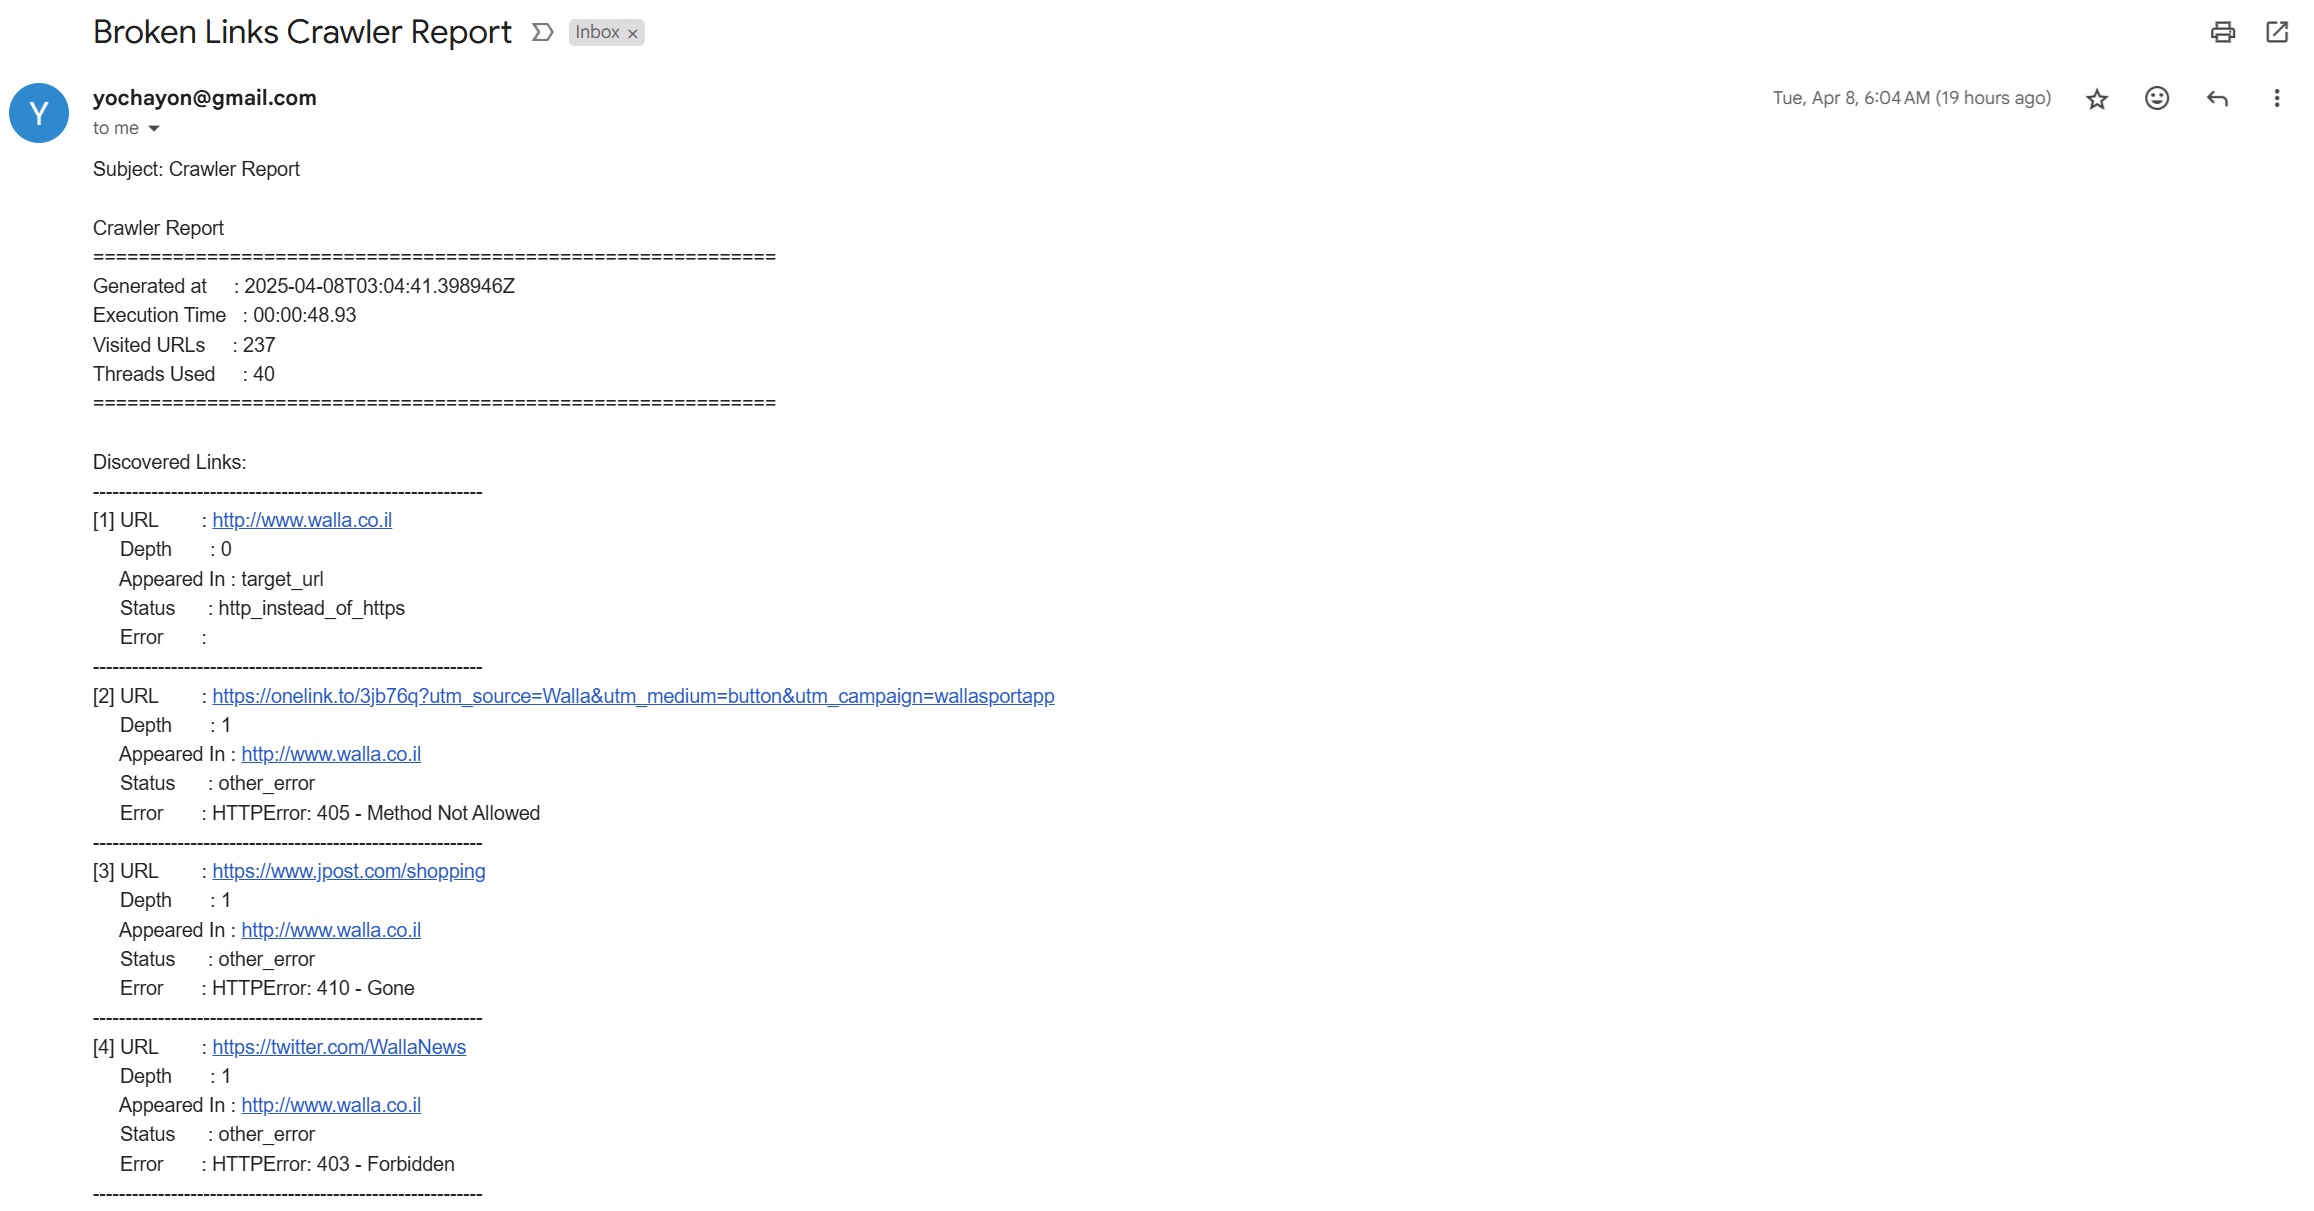 Broken Links Crawler Report Inbox ×
Y
yochayon@gmail.com Tue, Apr 8, 6:04 AM (19 hours ago)
to me
Subject: Crawler Report
Crawler Report
============================================================
Generated at : 2025-04-08T03:04:41.398946Z
Execution Time : 00:00:48.93
Visited URLs : 237
Threads Used : 40
============================================================
Discovered Links:
------------------------------------------------------------
[1] URL : http://www.walla.co.il
Depth : 0
Appeared In : target_url
Status : http_instead_of_https
Error :
------------------------------------------------------------
[2] URL : https://onelink.to/3jb76q?utm_source=Walla&utm_medium=button&utm_campaign=wallasportapp
Depth : 1
Appeared In : http://www.walla.co.il
Status : other_error
Error : HTTPError: 405 - Method Not Allowed
------------------------------------------------------------
[3] URL : https://www.jpost.com/shopping
Depth : 1
Appeared In : http://www.walla.co.il
Status : other_error
Error : HTTPError: 410 - Gone
------------------------------------------------------------
[4] URL : https://twitter.com/WallaNews
Depth : 1
Appeared In : http://www.walla.co.il
Status : other_error
Error : HTTPError: 403 - Forbidden
------------------------------------------------------------